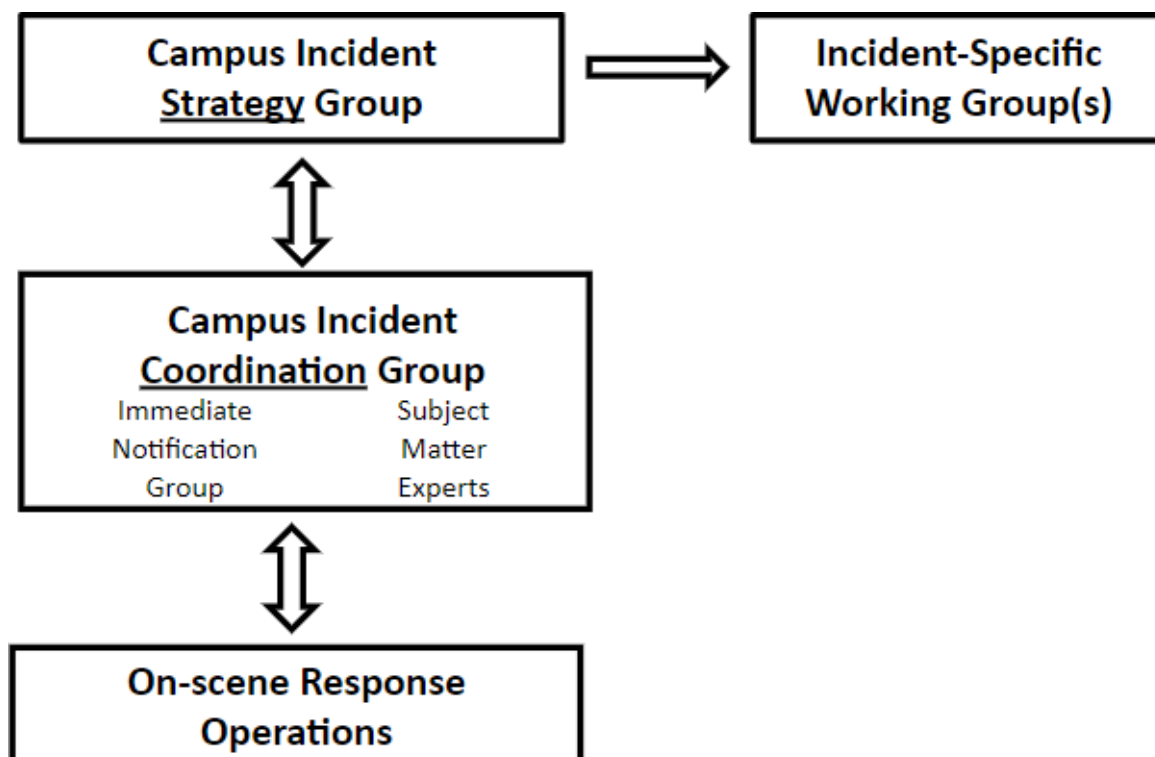 Campus Incident
Strategy Group
Incident-Specific
Working Group(s)
Campus Incident
Coordination Group
Immediate
Notification
Group
Subject
Matter
Experts
On-scene Response
Operations